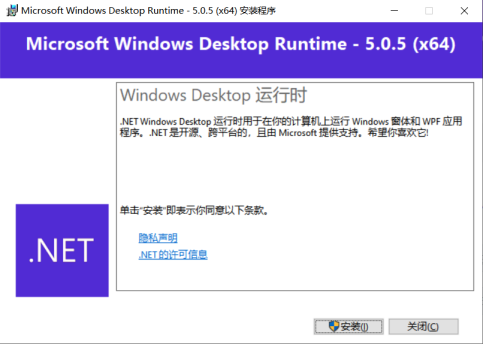 Microsoft Windows Desktop Runtime - 5.0.5 (x64) 安装程序
Microsoft Windows Desktop Runtime - 5.0.5 (x64)
Windows Desktop 运行时
.NET Windows Desktop 运行时用于在你的计算机上运行 Windows 窗体和 WPF 应用
程序。.NET 是开源、跨平台的，且由 Microsoft 提供支持。希望你喜欢它!
单击“安装”即表示你同意以下条款。
隐私声明
.NET 的许可信息
.NET
安装(I)
关闭(C)